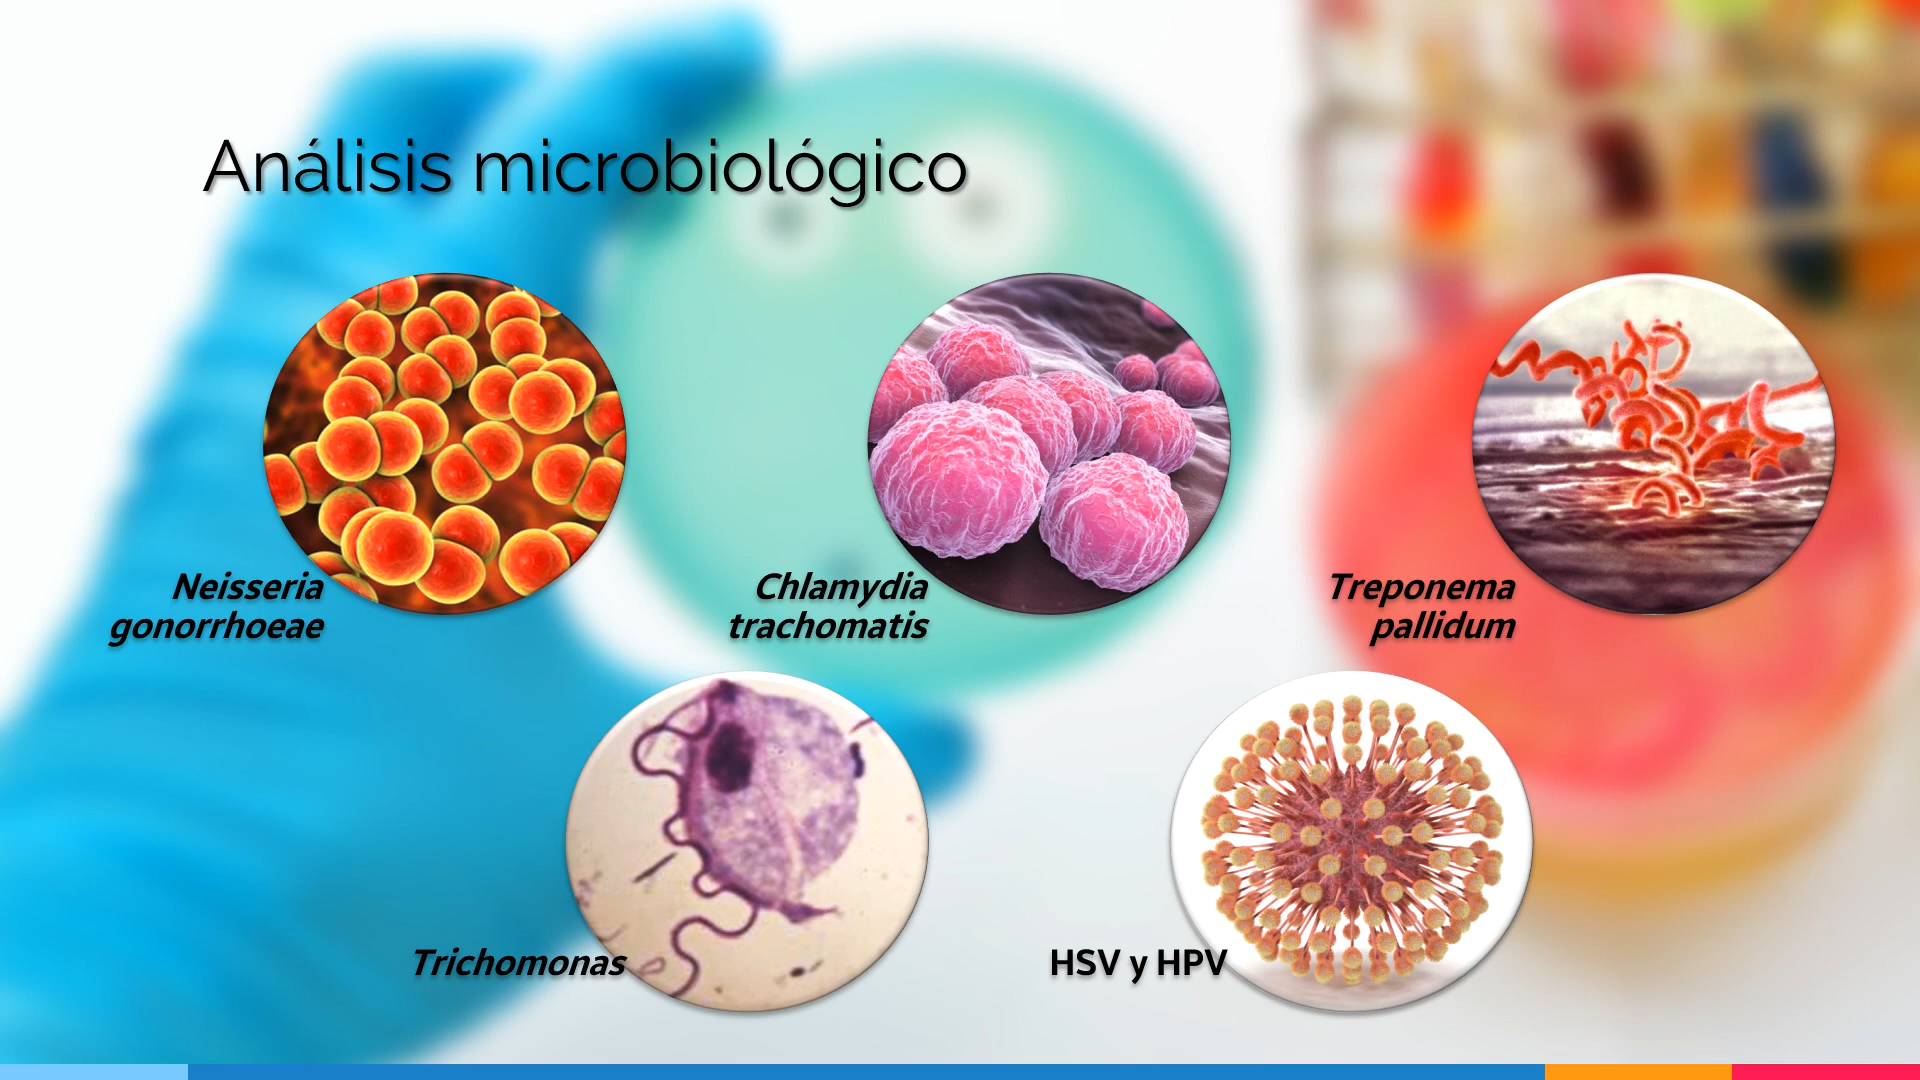 Análisis microbiológico
Neisseria
gonorrhoeae
Chlamydia
trachomatis
Treponema
pallidum
Trichomonas
HSV y HPV